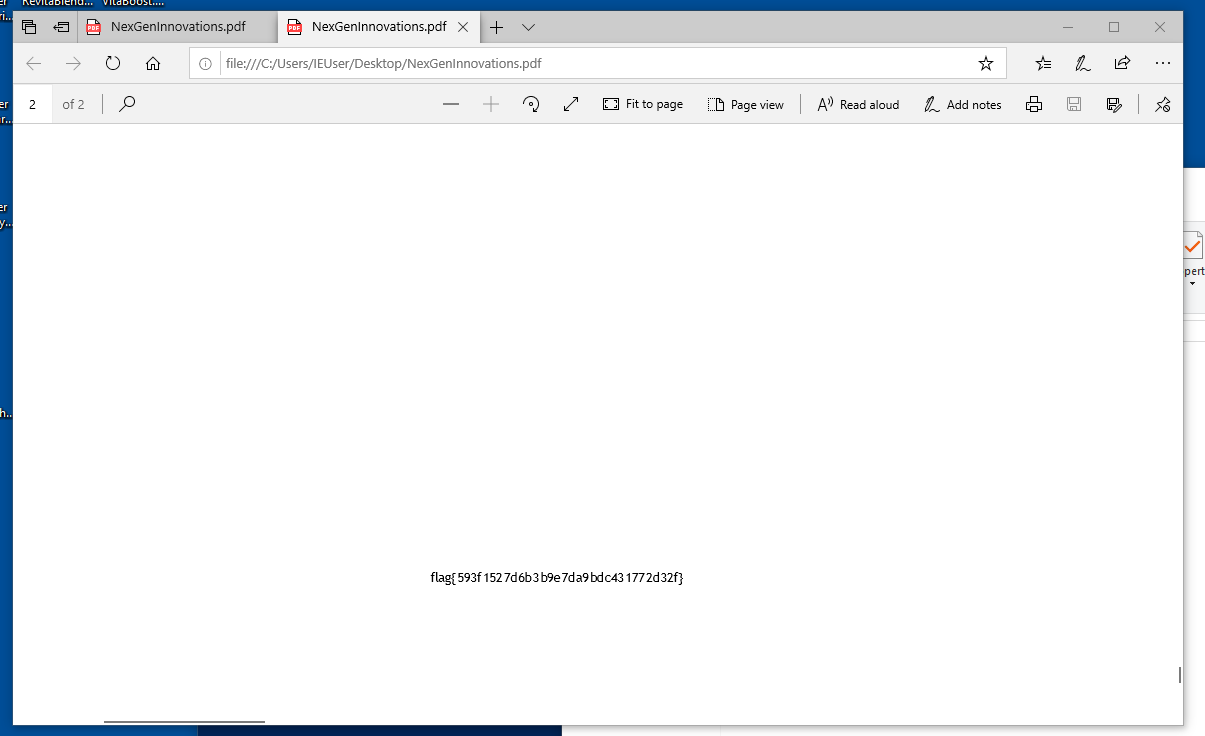 RevitaBlend... VitaBoost....
NexGenInnovations.pdf
NexGenInnovations.pdf
file:///C:/Users/IEUser/Desktop/NexGenInnovations.pdf
2 of 2
Fit to page
Page view
Read aloud
Add notes
pert
flag{593f1527d6b3b9e7da9bdc431772d32f}